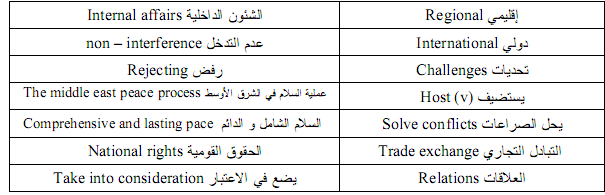 Internal affairs الشئون الداخلية Regional إقليمي
non – interference عدم التدخل International دولي
Rejecting رفض Challenges تحديات
The middle east peace process عملية السلام في الشرق الأوسط Host (v) يستضيف
Comprehensive and lasting pace السلام الشامل و الدائم Solve conflicts يحل الصراعات
National rights الحقوق القومية Trade exchange التبادل التجاري
Take into consideration يضع في الاعتبار Relations العلاقات